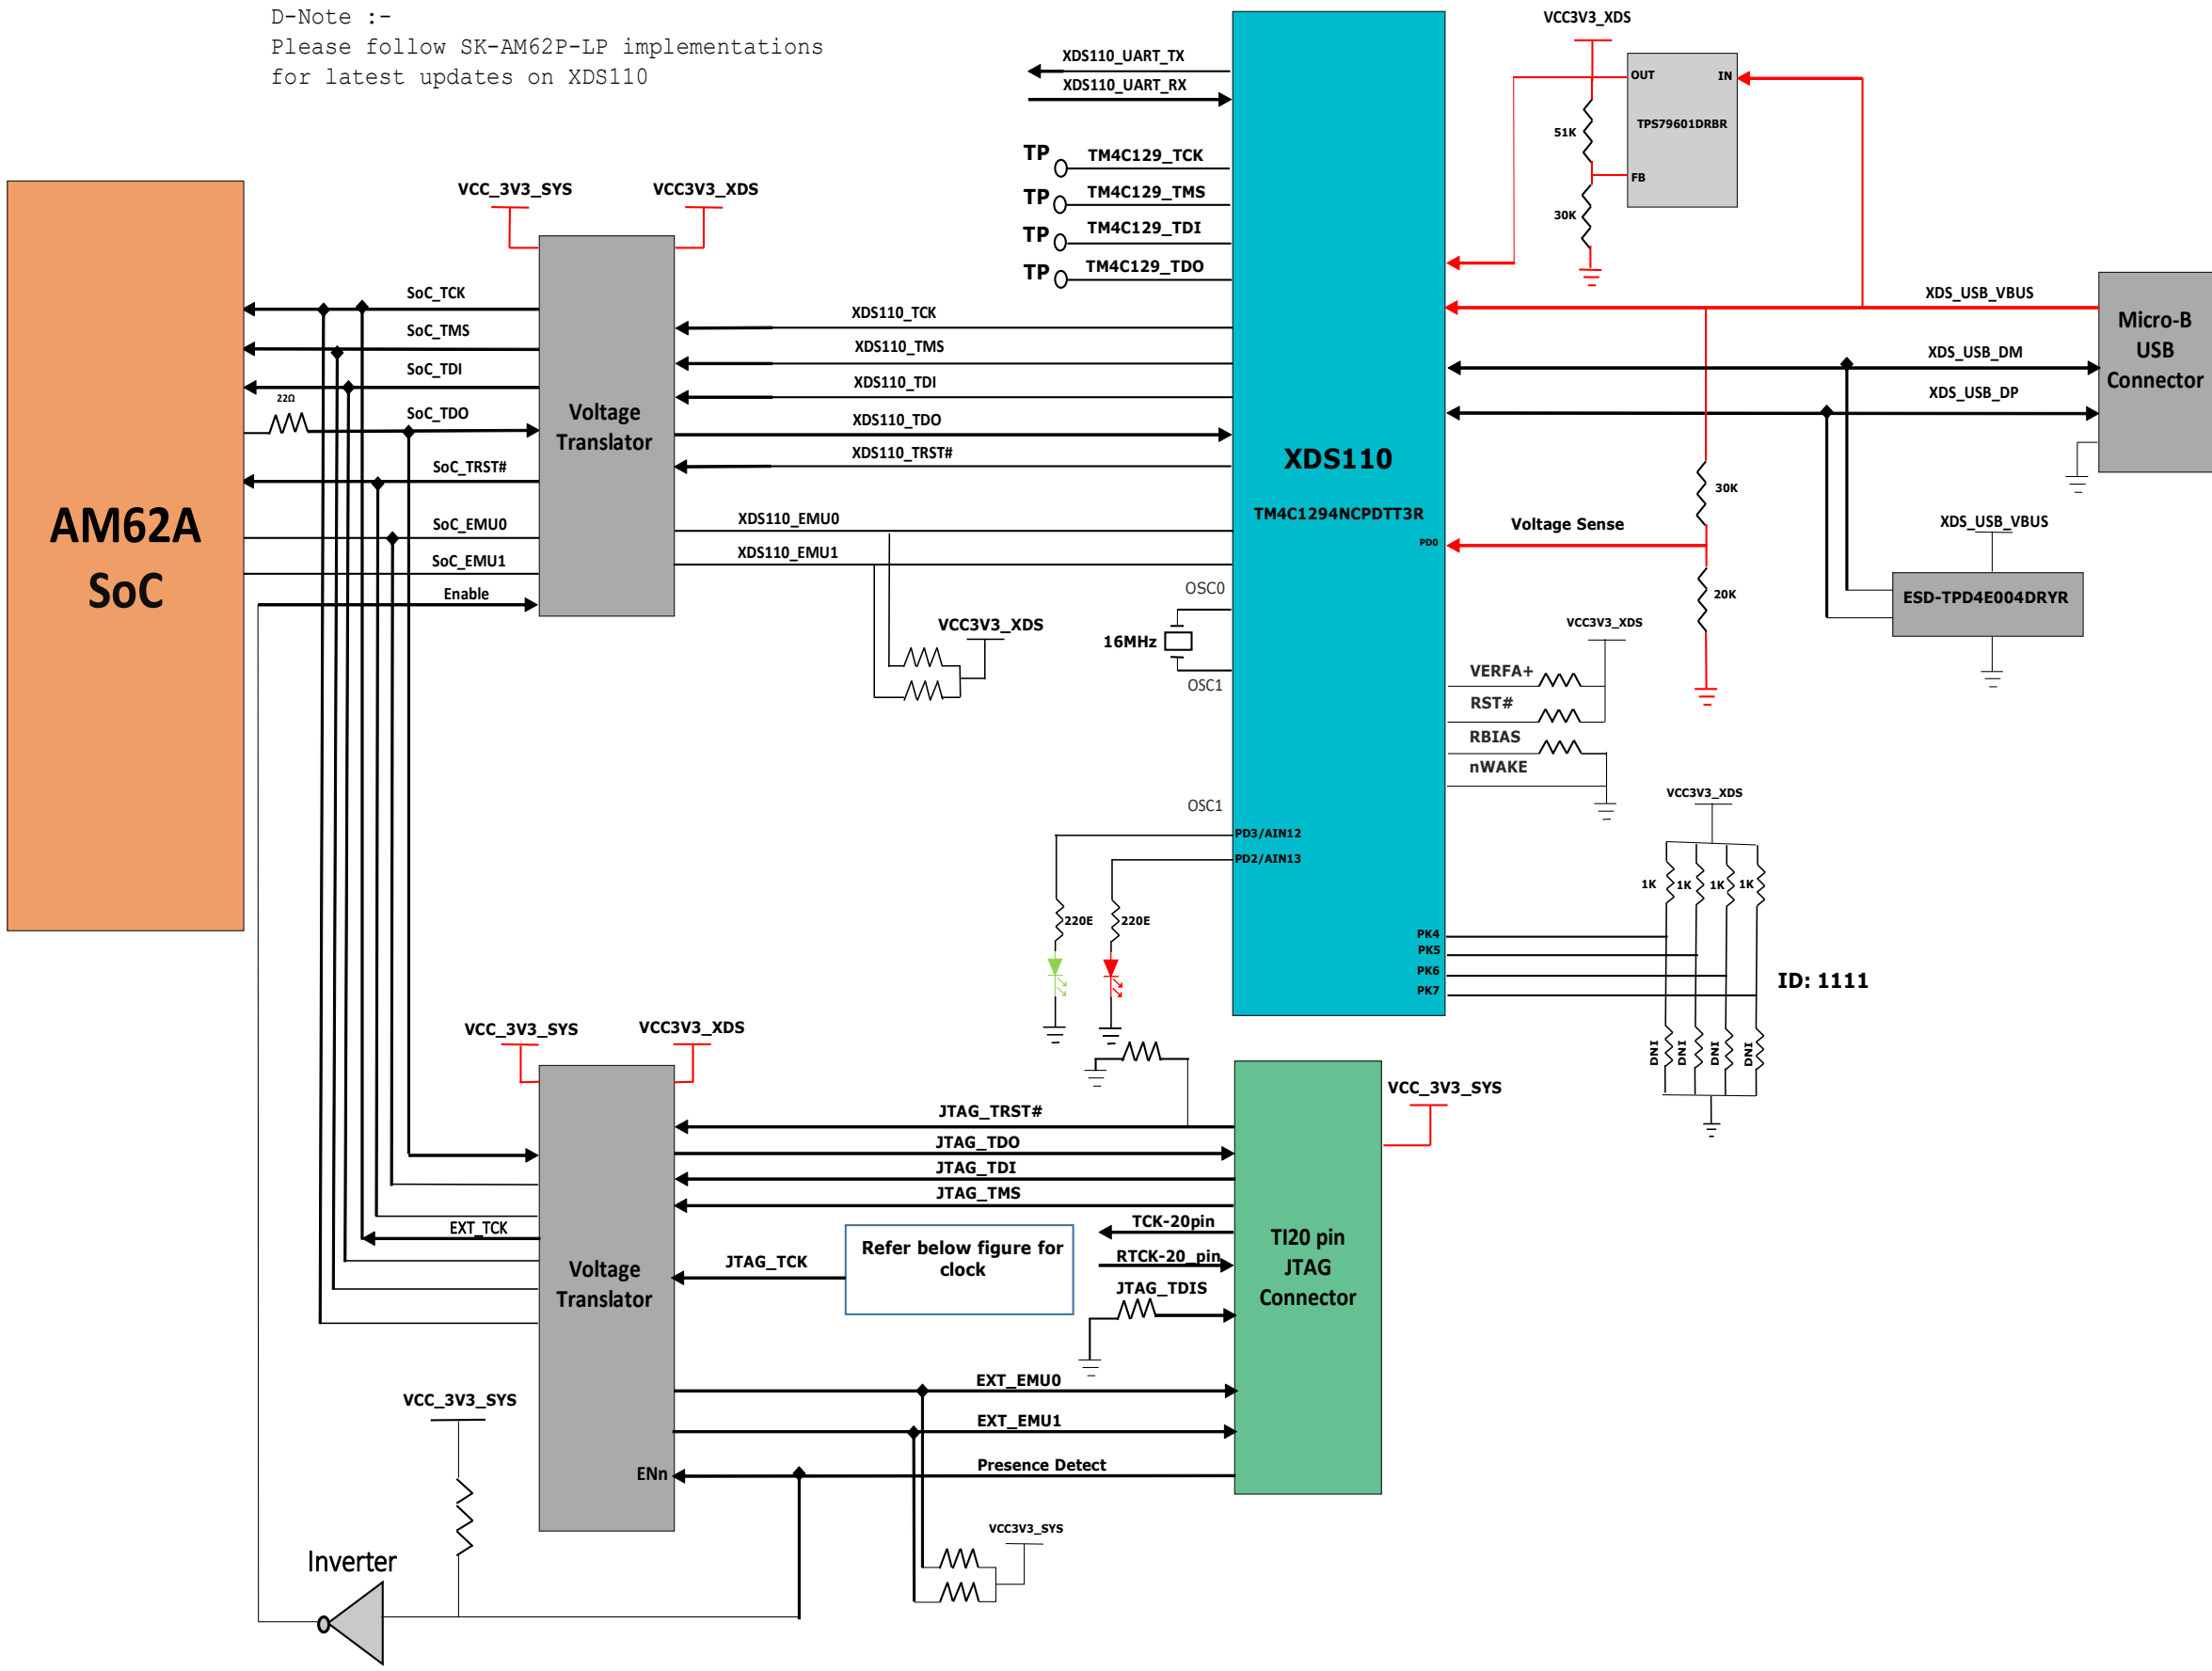 D-Note :-
Please follow SK-AM62P-LP implementations
for latest updates on XDS110
AM62A
SoC
VCC_3V3_SYS
VCC3V3_XDS
SoC_TCK
SoC_TMS
SoC_TDI
22Ω
SoC_TDO
SoC_TRST#
SoC_EMU0
SoC_EMU1
Enable
Voltage
Translator
XDS110_UART_TX
XDS110_UART_RX
TP
TM4C129_TCK
TP
TM4C129_TMS
TP
TM4C129_TDI
TP
TM4C129_TDO
XDS110_TCK
XDS110_TMS
XDS110_TDI
XDS110_TDO
XDS110_TRST#
XDS110_EMU0
XDS110_EMU1
VCC3V3_XDS
OSC0
16MHz
OSC1
OSC1
XDS110
TM4C1294NCPDTT3R
PD0
PD3/AIN12
PD2/AIN13
PK4
PK5
PK6
PK7
220E
220E
VCC3V3_XDS
OUT
IN
TPS79601DRBR
FB
51K
30K
XDS_USB_VBUS
XDS_USB_DM
XDS_USB_DP
Micro-B
USB
Connector
30K
Voltage Sense
20K
XDS_USB_VBUS
ESD-TPD4E004DRYR
VCC3V3_XDS
VERFA+
RST#
RBIAS
nWAKE
VCC3V3_XDS
1K
1K
1K
1K
ID: 1111
DNI
DNI
DNI
DNI
VCC_3V3_SYS
VCC3V3_XDS
VCC_3V3_SYS
JTAG_TRST#
JTAG_TDO
JTAG_TDI
JTAG_TMS
TCK-20pin
EXT_TCK
Refer below figure for
clock
RTCK-20_pin
JTAG_TCK
JTAG_TDIS
Voltage
Translator
TI20 pin
JTAG
Connector
EXT_EMU0
EXT_EMU1
Presence Detect
ENn
VCC_3V3_SYS
VCC3V3_SYS
Inverter